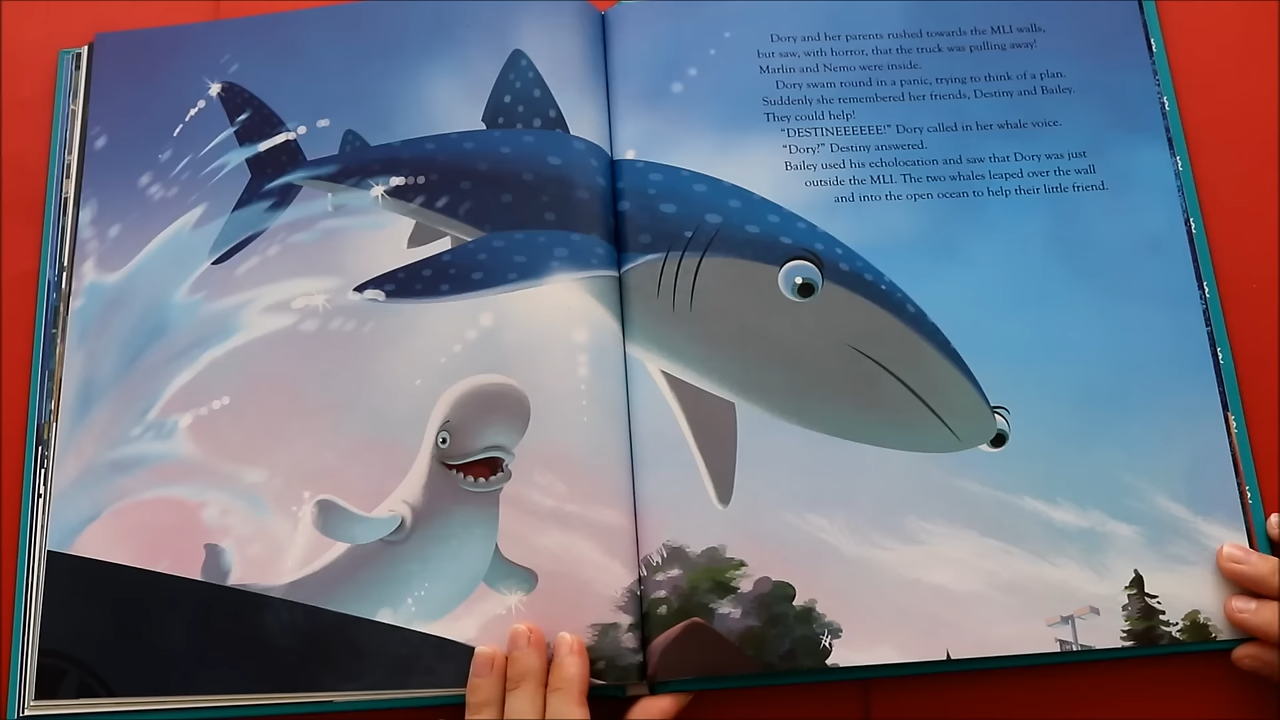 Dory and her parents rushed towards the MLI walls,
but saw, with horror, that the truck was pulling away!
Marlin and Nemo were inside.
Dory swam round in a panic, trying to think of a plan.
Suddenly she remembered her friends, Destiny and Bailey.
They could help!
“DESTINEEEEEE!” Dory called in her whale voice.
“Dory?” Destiny answered.
Bailey used his echolocation and saw that Dory was just
outside the MLI. The two whales leaped over the wall
and into the open ocean to help their little friend.